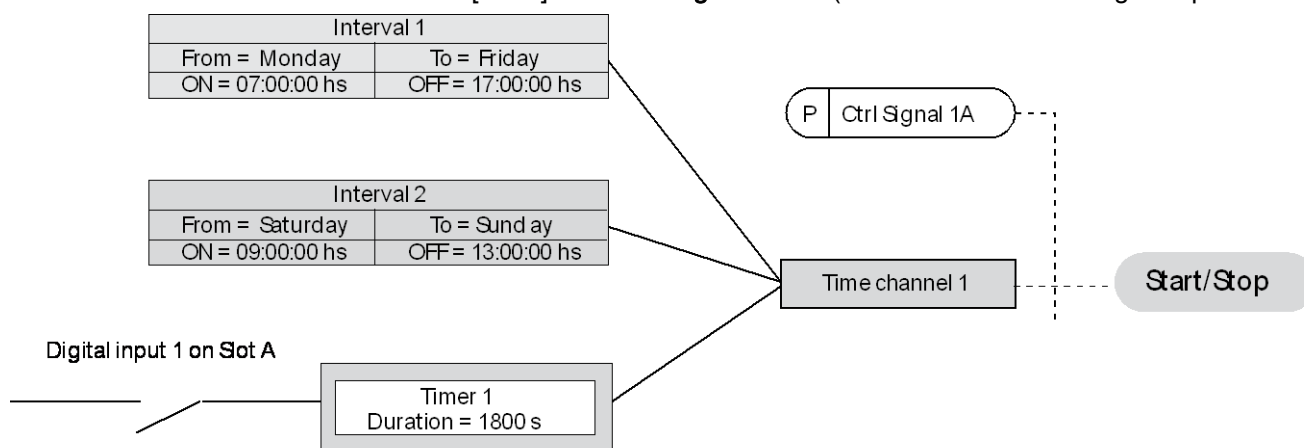 Interval 1
From = Monday To = Friday
ON = 07:00:00 hs OFF = 17:00:00 hs
P Ctrl Signal 1A
Interval 2
From = Saturday To = Sunday
ON = 09:00:00 hs OFF = 13:00:00 hs
Time channel 1 Start/Stop
Digital input 1 on Slot A
Timer 1
Duration = 1800 s